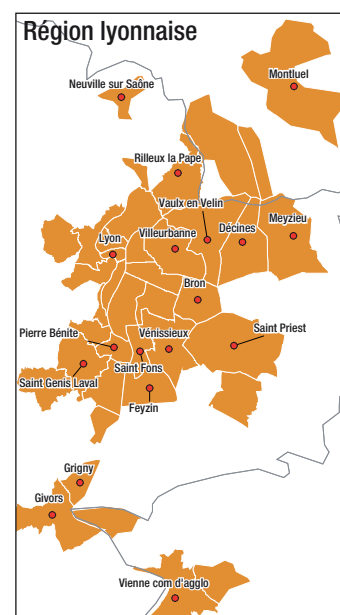 Région lyonnaise
Montluel
Neuville sur Saône
Rilleux la Pape
Vaulx en Velin
Meyzieu
Décines
Villeurbanne
Lyon
Bron
Saint Priest
Pierre Bénite
Vénissieux
Saint Fons
Saint Genis Laval
Feyzin
Grigny
Givors
Vienne com d'agglo